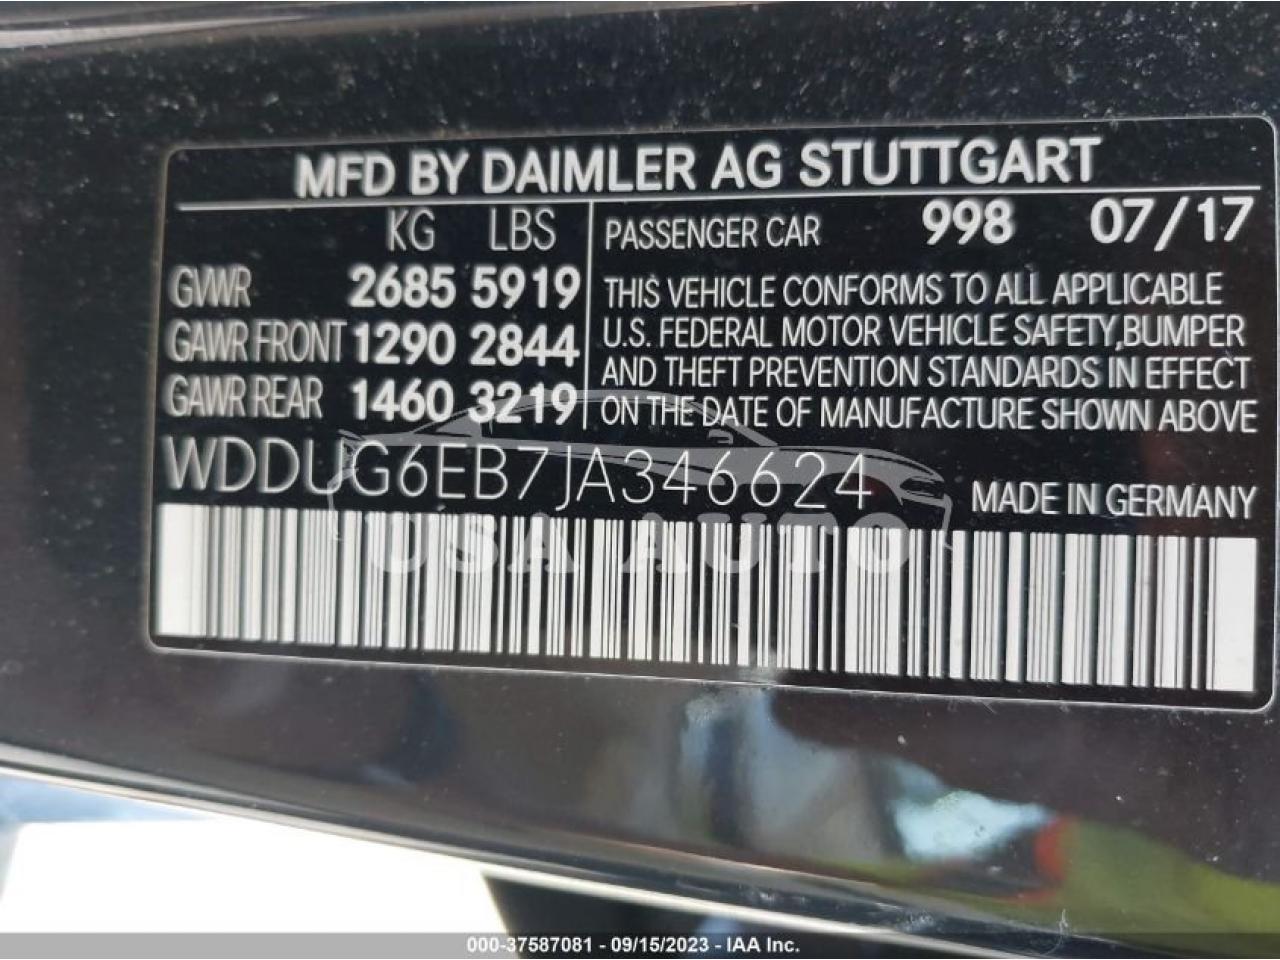 MFD BY DAIMLER AG STUTTGART
KG LBS
GVWR 2685 5919
GAWR FRONT 1290 2844
GAWR REAR 1460 3219
PASSENGER CAR 998 07/17
THIS VEHICLE CONFORMS TO ALL APPLICABLE
U.S. FEDERAL MOTOR VEHICLE SAFETY,BUMPER
AND THEFT PREVENTION STANDARDS IN EFFECT
ON THE DATE OF MANUFACTURE SHOWN ABOVE
WDDUG6EB7JA346624
MADE IN GERMANY
USA AUTO
000-37587081 - 09/15/2023 - IAA Inc.